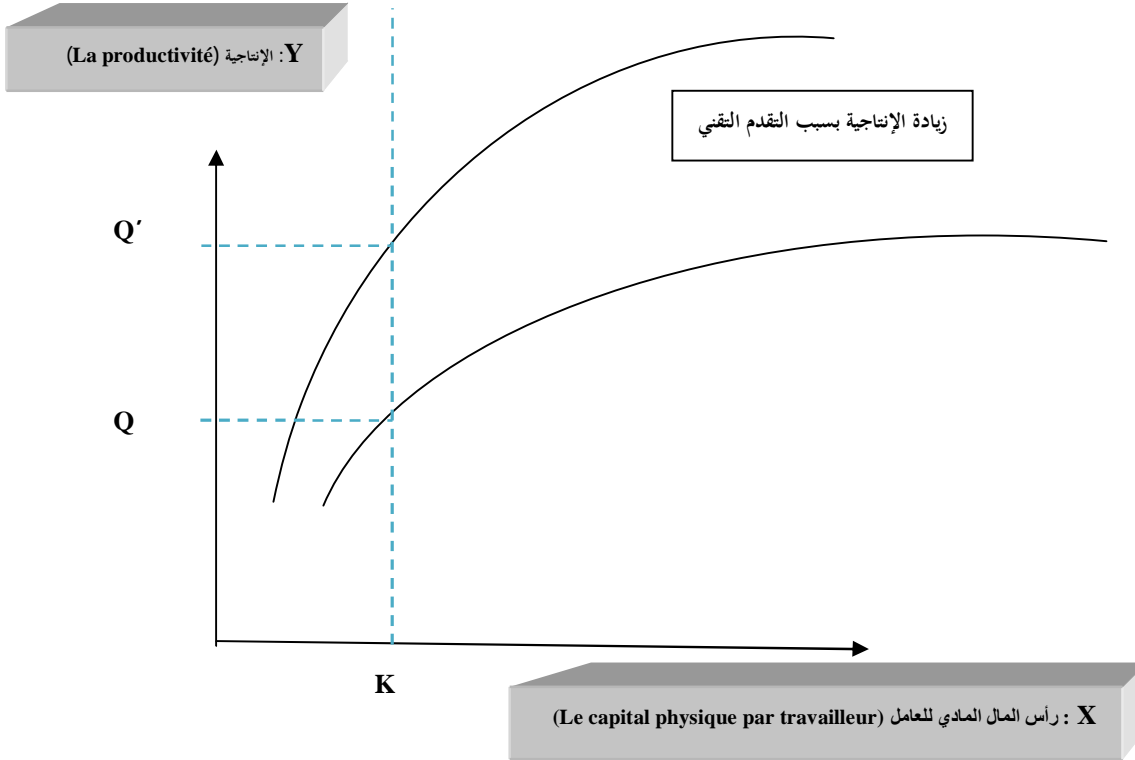 Y: الإنتاجية (La productivité)
زيادة الإنتاجية بسبب التقدم التقني
Q′
Q
K
X : رأس المال المادي للعامل (Le capital physique par travailleur)